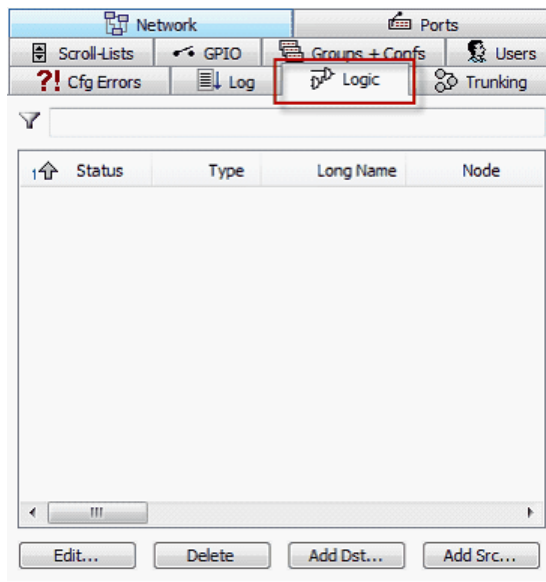 Network Ports
Scroll-Lists GPIO Groups + Confs Users
?! Cfg Errors Log Logic Trunking
1 Status Type Long Name Node
Edit... Delete Add Dst... Add Src...